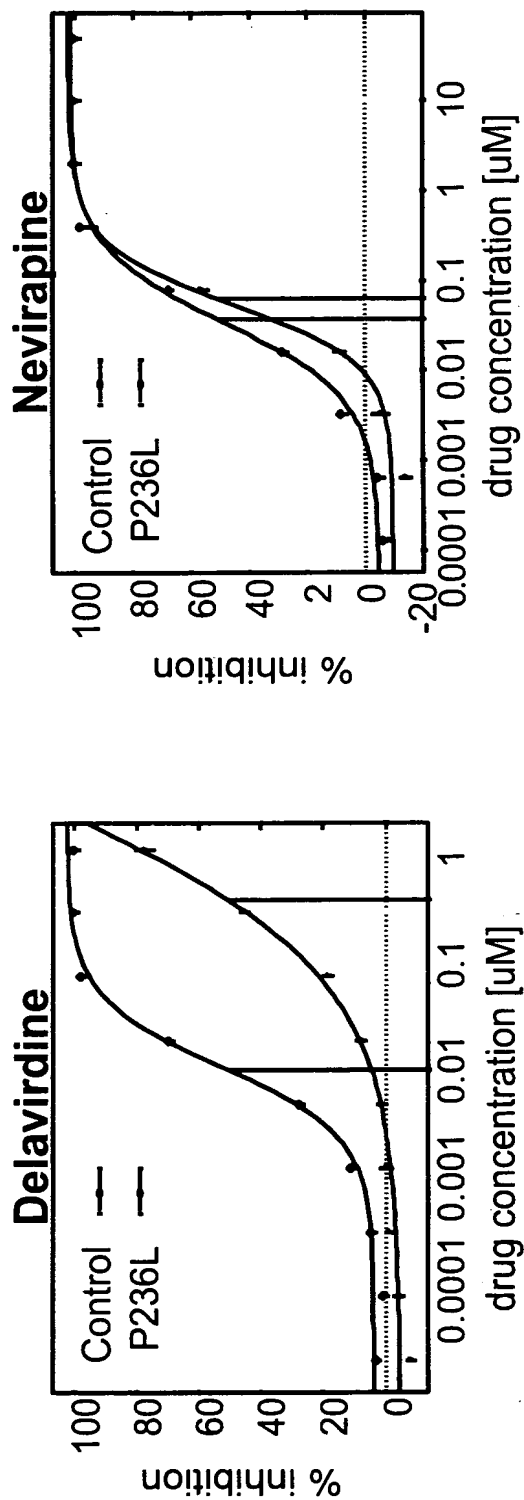 Delavirdine
Control
P236L
100
80
60
40
20
0
% inhibition
0.0001 0.001 0.01 0.1 1
drug concentration [uM]
Nevirapine
Control
P236L
100
80
60
40
2
0
-20
% inhibition
0.0001 0.001 0.01 0.1 1 10
drug concentration [uM]